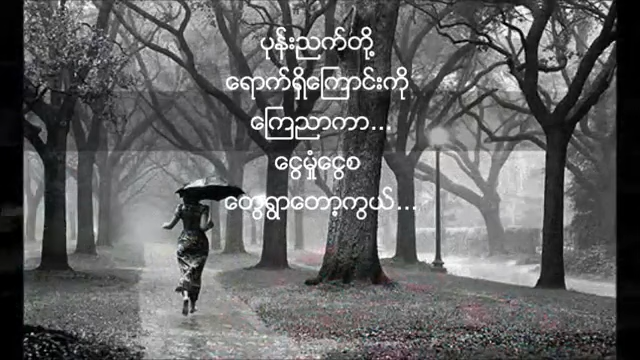 ပုန်းညက်တို့
ရောက်ရှိကြောင်းကို
ကြေညာကာ...
ငွေမှုံငွေစ
တွေရွာတော့ကွယ်...